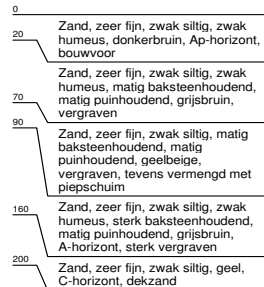 0
Zand, zeer fijn, zwak siltig, zwak
humeus, donkerbruin, Ap-horizont,
bouwvoor
20
Zand, zeer fijn, zwak siltig, zwak
humeus, matig baksteenhoudend,
matig puinhoudend, grijsbruin,
vergraven
70
90
Zand, zeer fijn, zwak siltig, matig
baksteenhoudend, matig
puinhoudend, geelbeige,
vergraven, tevens vermengd met
piepschuim
160
Zand, zeer fijn, zwak siltig, zwak
humeus, sterk baksteenhoudend,
matig puinhoudend, grijsbruin,
A-horizont, sterk vergraven
200
Zand, zeer fijn, zwak siltig, geel,
C-horizont, dekzand